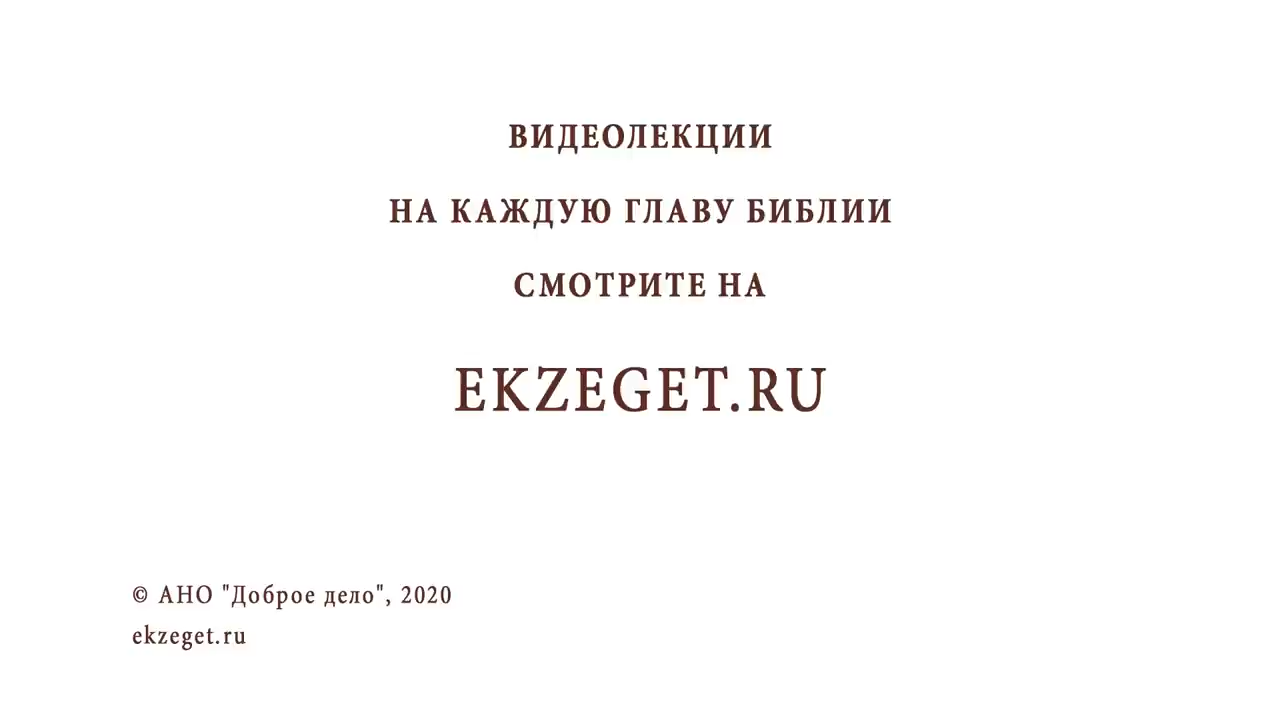 ВИДЕОЛЕКЦИИ
НА КАЖДУЮ ГЛАВУ БИБЛИИ
СМОТРИТЕ НА
EKZEGET.RU
© АНО "Доброе дело", 2020
ekzeget.ru